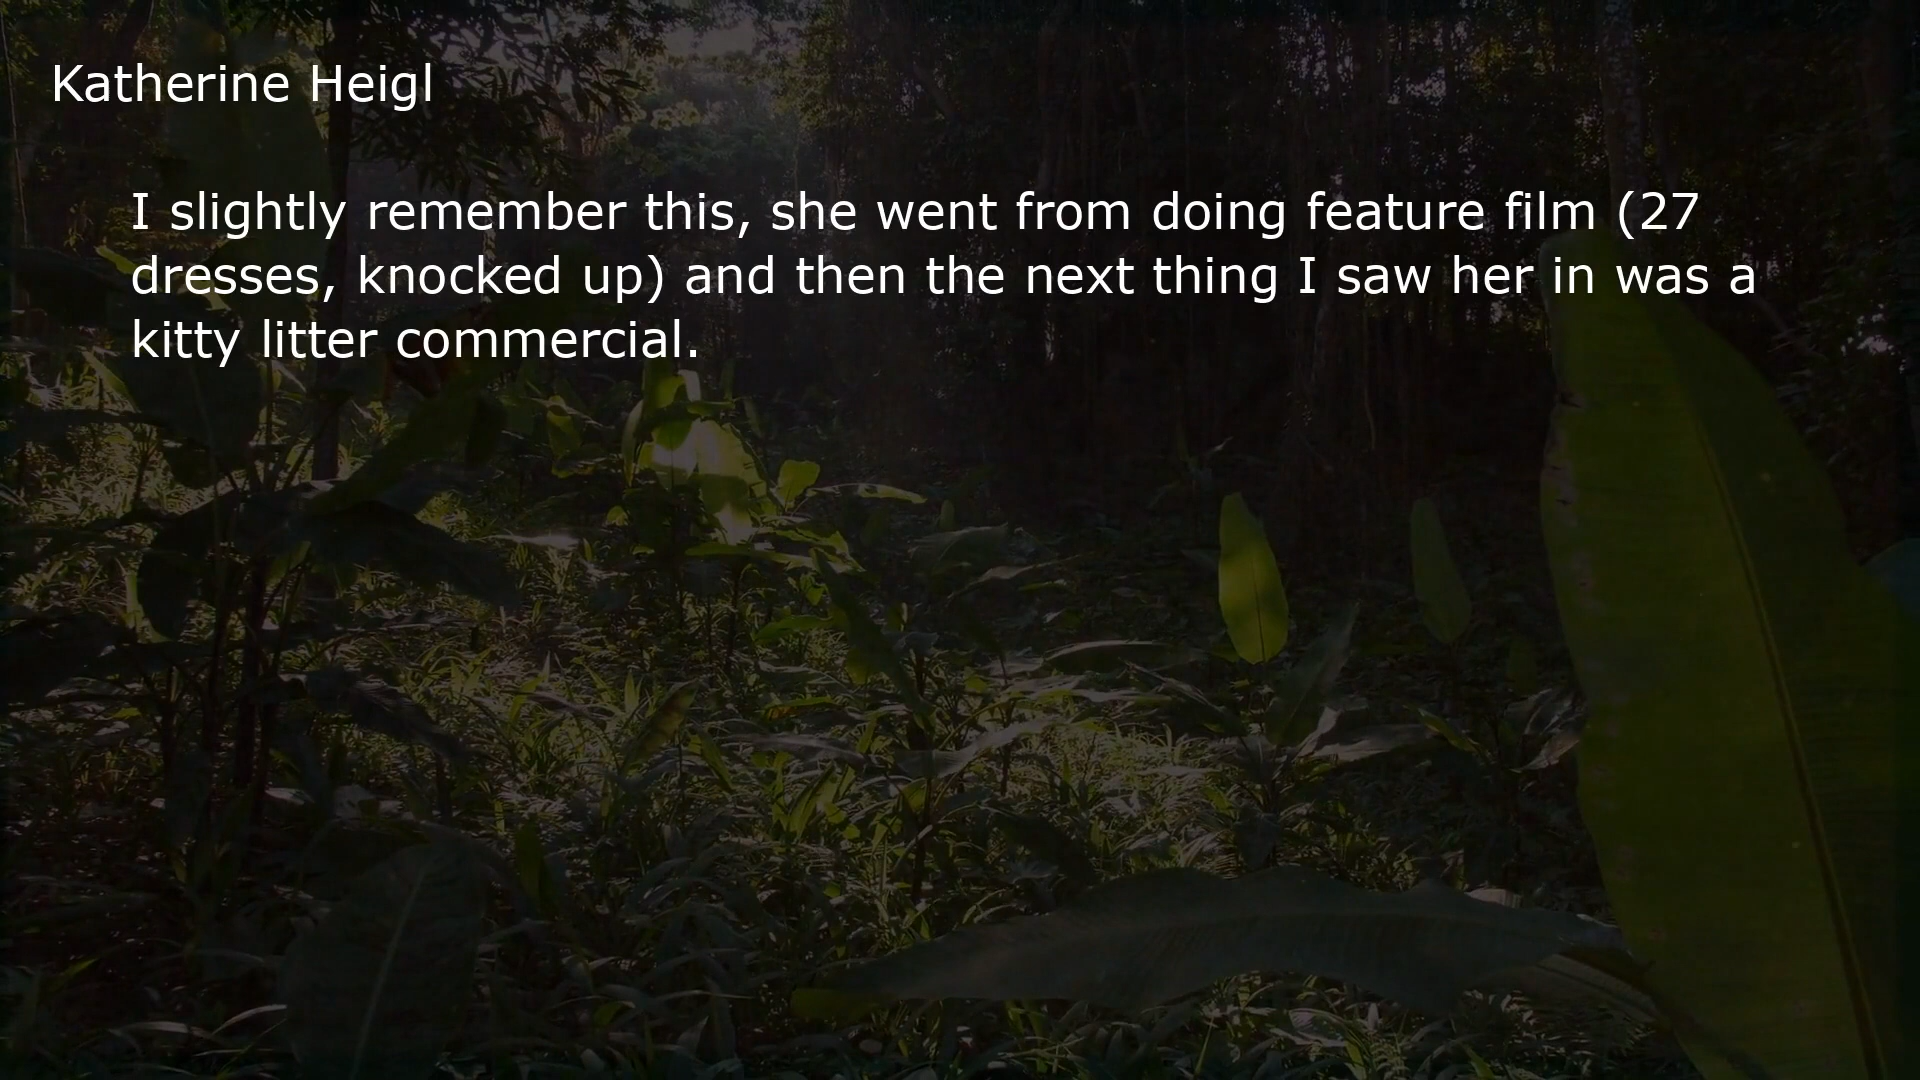 Katherine Heigl
I slightly remember this, she went from doing feature film (27
dresses, knocked up) and then the next thing I saw her in was a
kitty litter commercial.